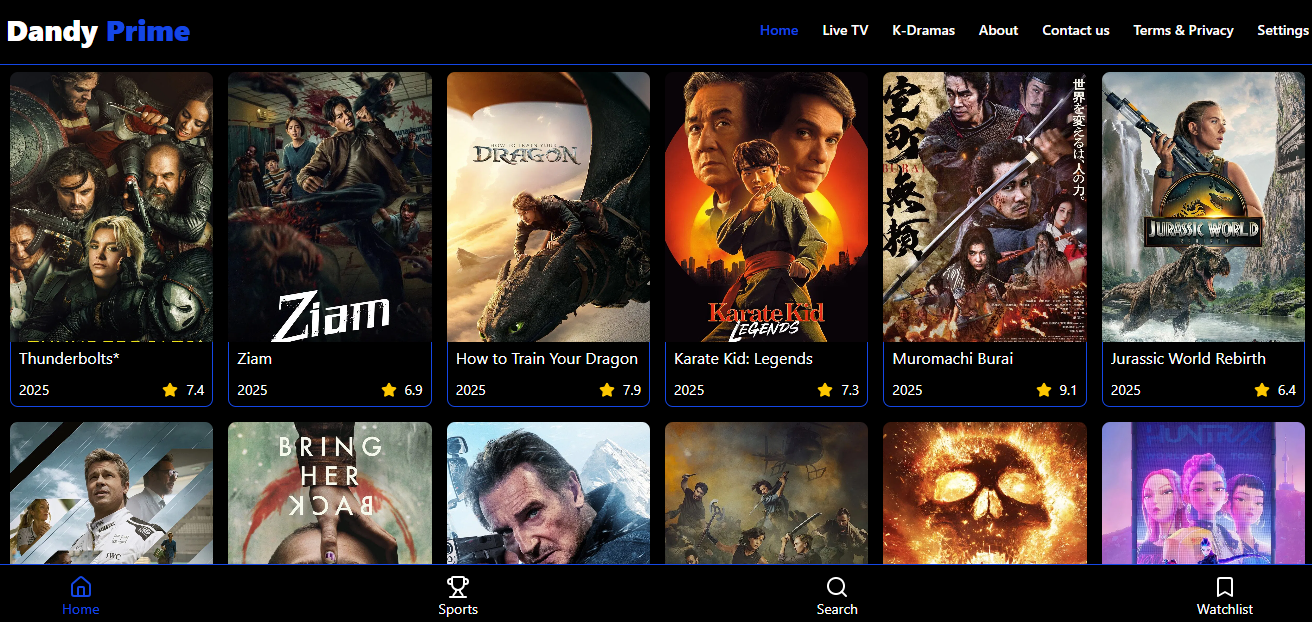 Dandy Prime
Home Live TV K-Dramas About Contact us Terms & Privacy Settings
HOW TO TRAIN YOUR
DRAGON
Ziam
Karate Kid
LEGENDS
室町無頼
世界を変えるは、人の力。
JURASSIC WORLD
Thunderbolts*
2025 7.4
Ziam
2025 6.9
How to Train Your Dragon
2025 7.9
Karate Kid: Legends
2025 7.3
Muromachi Burai
2025 9.1
Jurassic World Rebirth
2025 6.4
BRING
HER
BACK
Home
Sports
Search
Watchlist